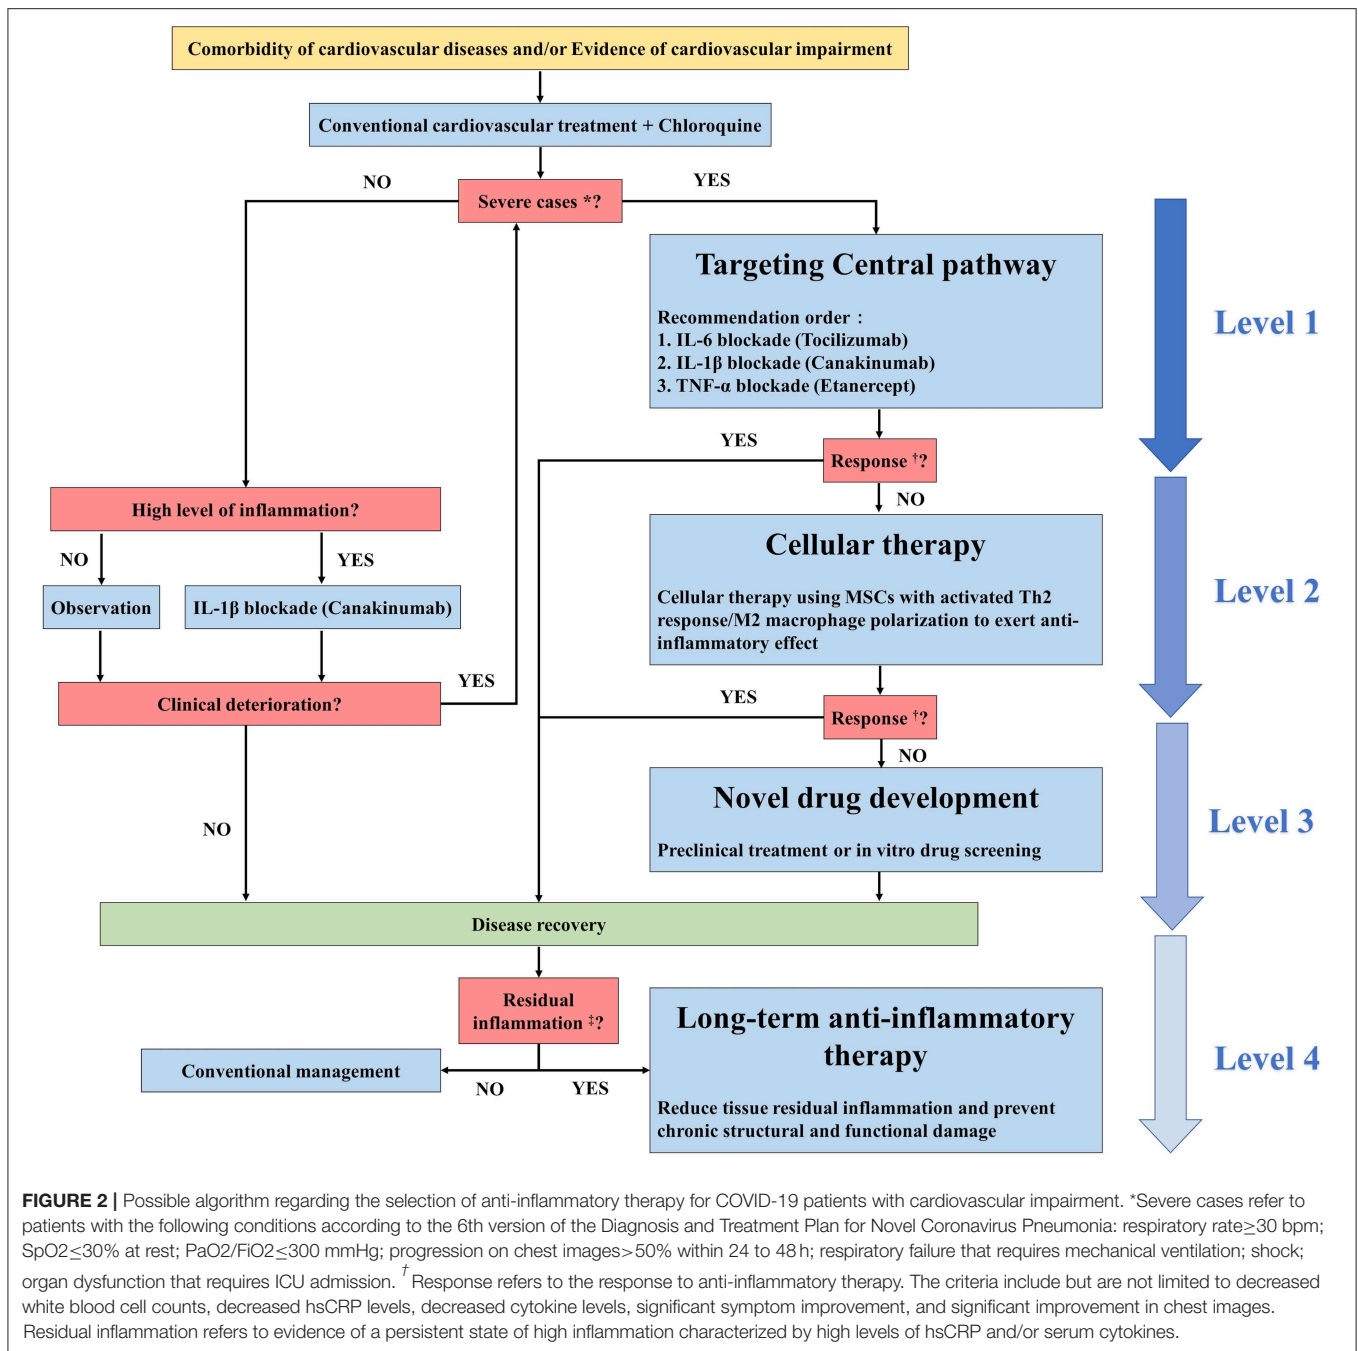 Comorbidity of cardiovascular diseases and/or Evidence of cardiovascular impairment
Conventional cardiovascular treatment + Chloroquine
NO
YES
Severe cases *?
Targeting Central pathway
Recommendation order :
1. IL-6 blockade (Tocilizumab)
2. IL-1β blockade (Canakinumab)
3. TNF-α blockade (Etanercept)
Level 1
YES
Response †?
NO
High level of inflammation?
NO
YES
Observation
IL-1β blockade (Canakinumab)
Cellular therapy
Cellular therapy using MSCs with activated Th2
response/M2 macrophage polarization to exert anti-
inflammatory effect
Level 2
Clinical deterioration?
YES
YES
Response †?
NO
NO
Novel drug development
Preclinical treatment or in vitro drug screening
Level 3
Disease recovery
Residual
inflammation ‡?
Conventional management
NO
YES
Long-term anti-inflammatory
therapy
Reduce tissue residual inflammation and prevent
chronic structural and functional damage
Level 4
FIGURE 2 | Possible algorithm regarding the selection of anti-inflammatory therapy for COVID-19 patients with cardiovascular impairment. *Severe cases refer to
patients with the following conditions according to the 6th version of the Diagnosis and Treatment Plan for Novel Coronavirus Pneumonia: respiratory rate≥30 bpm;
SpO2≤30% at rest; PaO2/FiO2≤300 mmHg; progression on chest images>50% within 24 to 48 h; respiratory failure that requires mechanical ventilation; shock;
organ dysfunction that requires ICU admission. † Response refers to the response to anti-inflammatory therapy. The criteria include but are not limited to decreased
white blood cell counts, decreased hsCRP levels, decreased cytokine levels, significant symptom improvement, and significant improvement in chest images.
Residual inflammation refers to evidence of a persistent state of high inflammation characterized by high levels of hsCRP and/or serum cytokines.